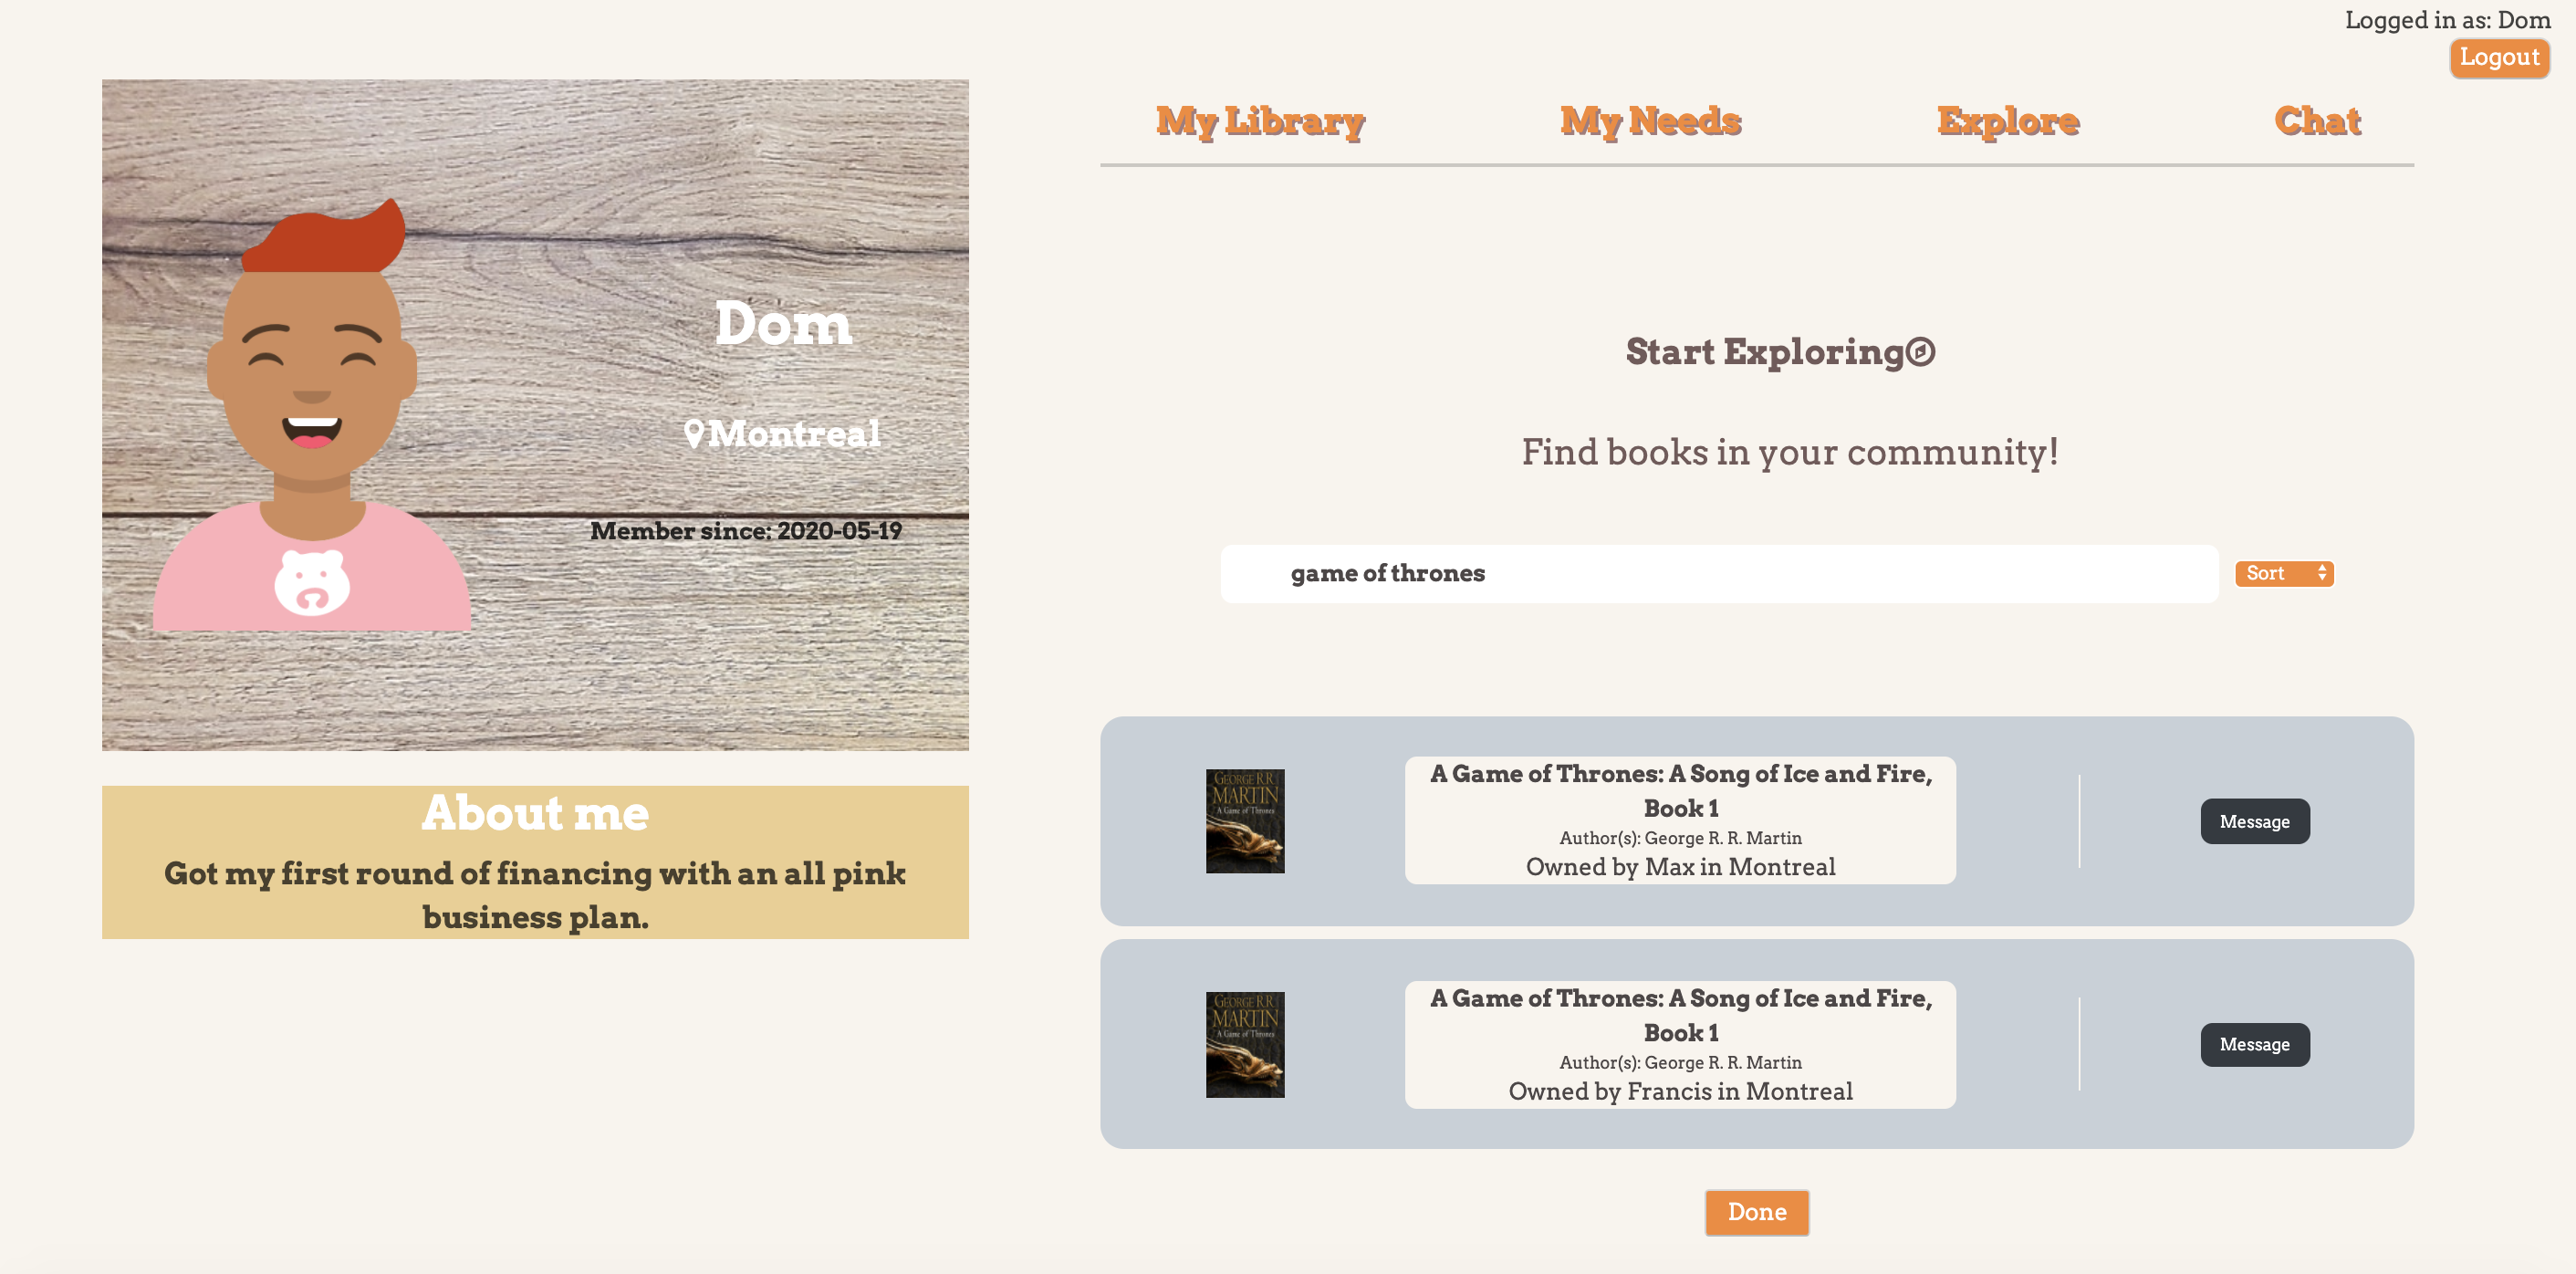 Logged in as: Dom
Logout
My Library
My Needs
Explore
Chat
Dom
Montreal
Member since: 2020-05-19
About me
Got my first round of financing with an all pink
business plan.
Start Exploring
Find books in your community!
game of thrones
Sort
GEORGE R.R.
MARTIN
A Game of Thrones
A Game of Thrones: A Song of Ice and Fire,
Book 1
Author(s): George R. R. Martin
Owned by Max in Montreal
Message
GEORGE R.R.
MARTIN
A Game of Thrones
A Game of Thrones: A Song of Ice and Fire,
Book 1
Author(s): George R. R. Martin
Owned by Francis in Montreal
Message
Done